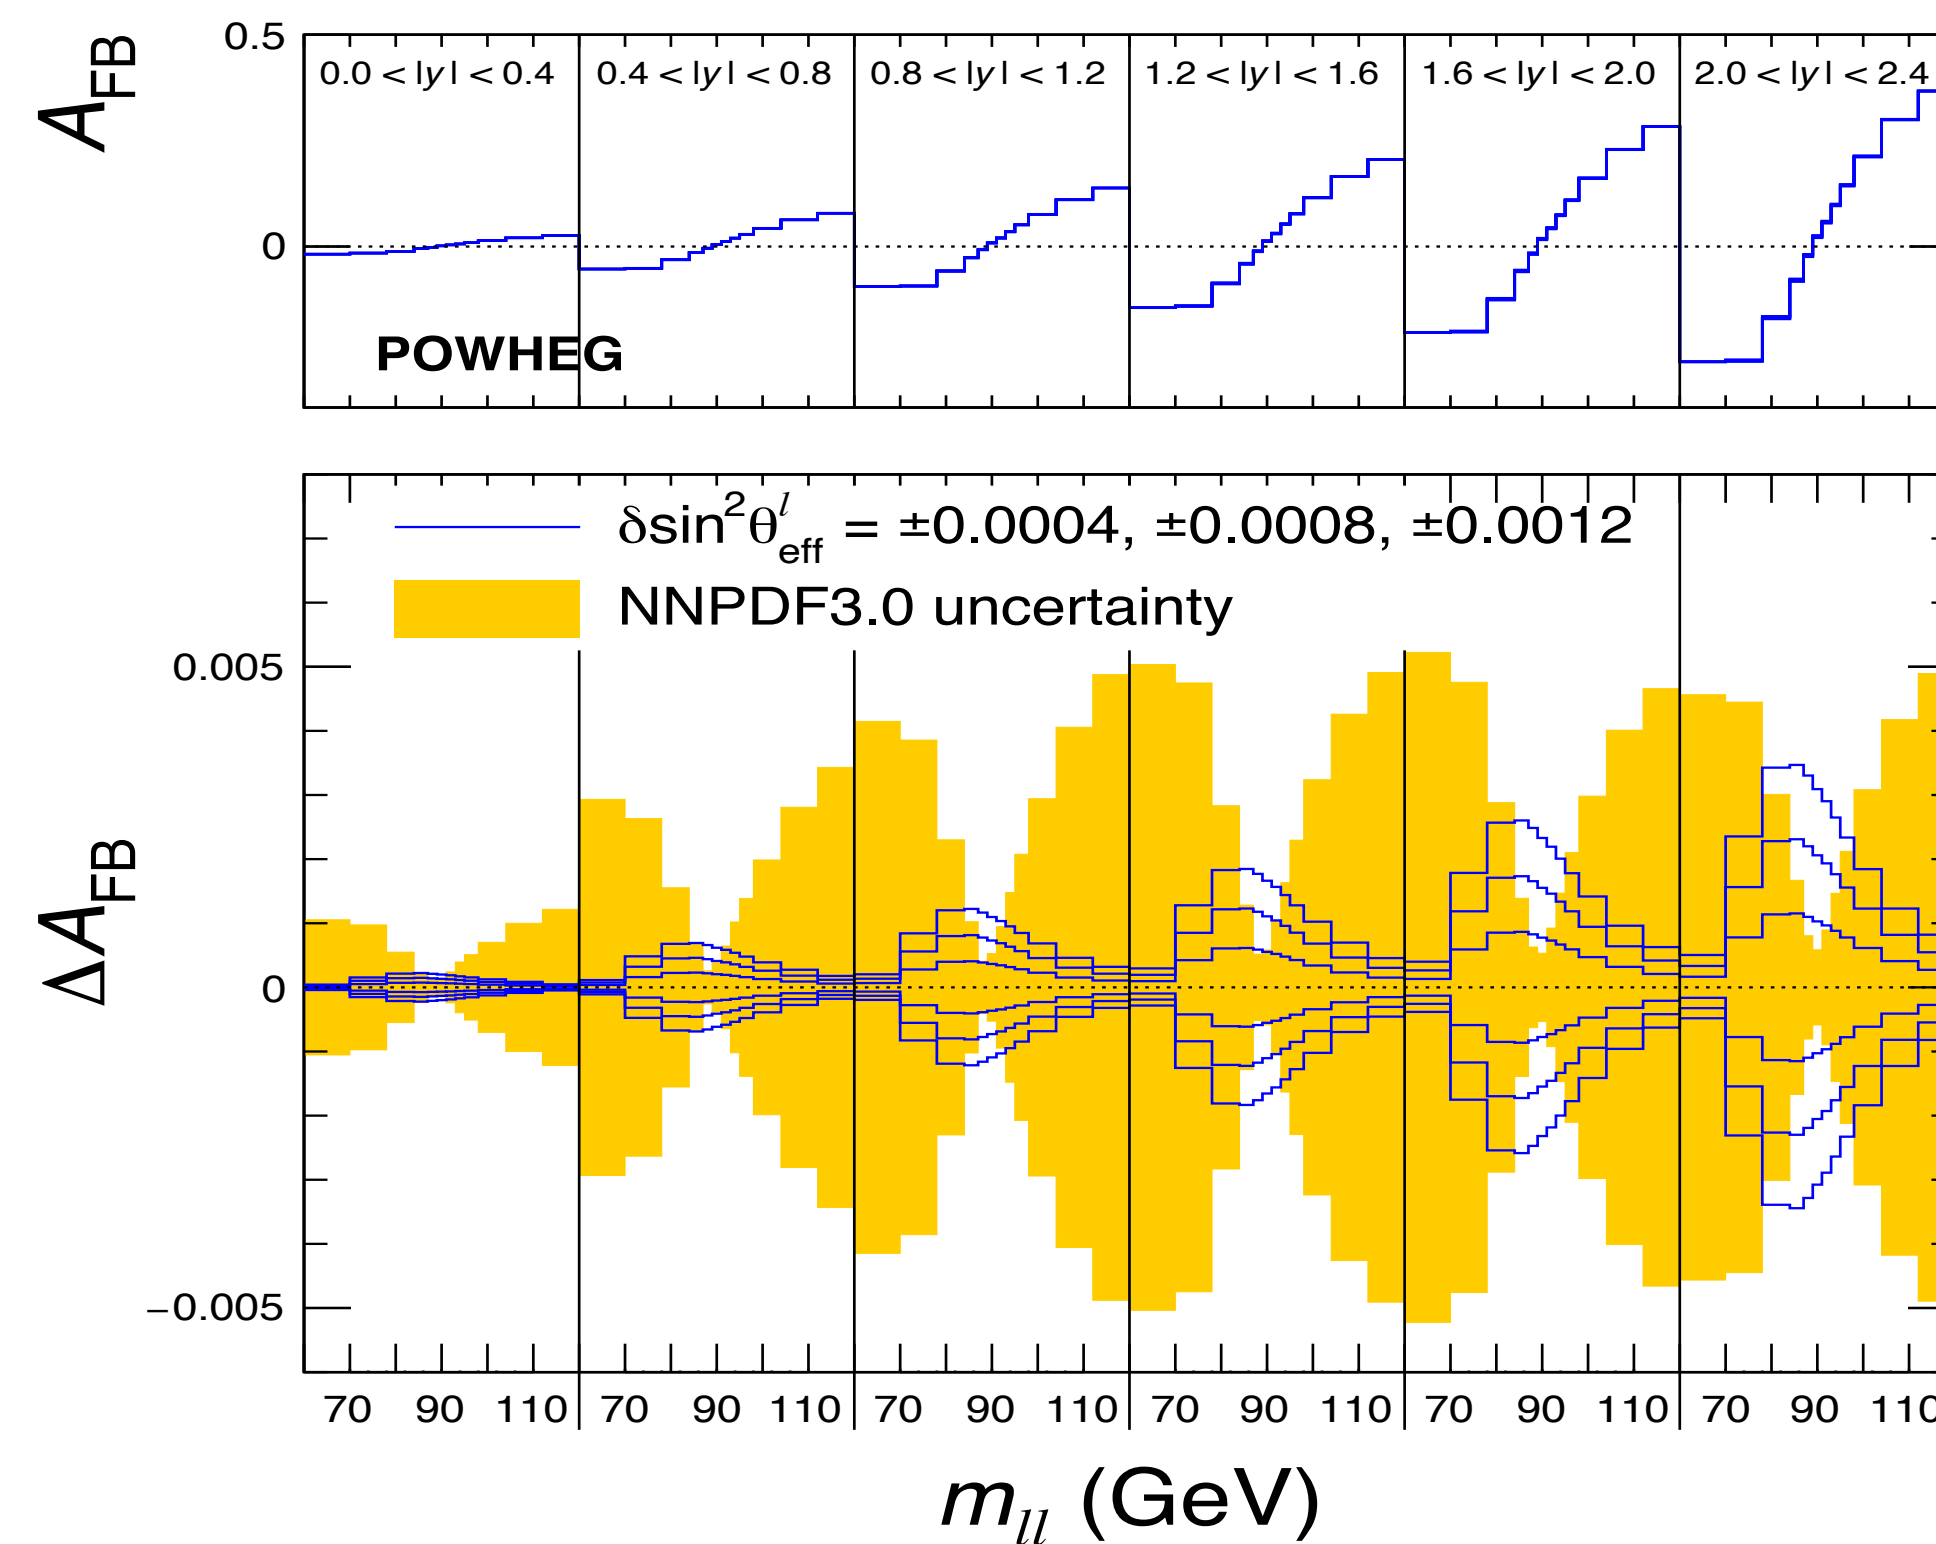 A_FB
0.5
0.0 < |y| < 0.4 0.4 < |y| < 0.8 0.8 < |y| < 1.2 1.2 < |y| < 1.6 1.6 < |y| < 2.0 2.0 < |y| < 2.4
0
POWHEG
δsin²θ^l_eff = ±0.0004, ±0.0008, ±0.0012
NNPDF3.0 uncertainty
0.005
ΔA_FB
0
−0.005
70 90 110 70 90 110 70 90 110 70 90 110 70 90 110 70 90 110
m_ll (GeV)